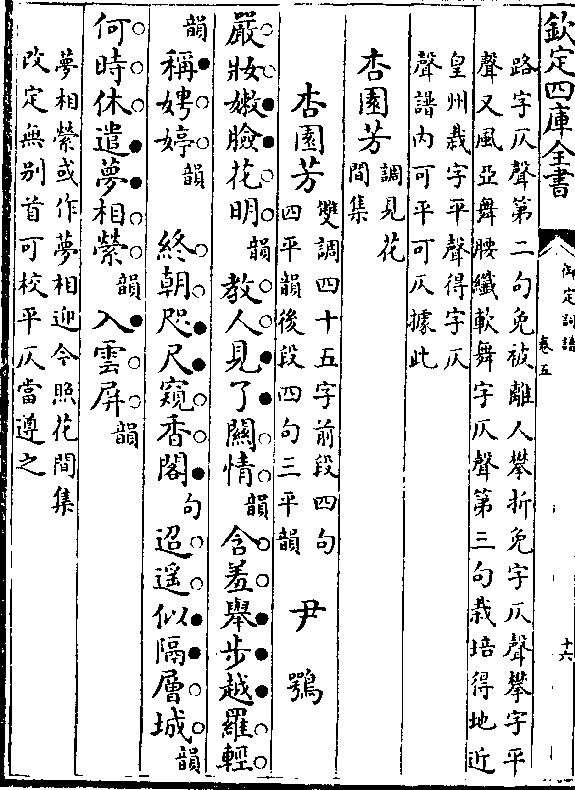 欽定四庫全書
御定詞譜
卷五
十六
路字仄聲第二句免被離人攀折免字仄聲攀字平
聲又風亞舞腰纖軟舞字仄聲第三句栽培得地近
皇州栽字平聲得字仄
聲譜內可平可仄據此
杏園芳
調見花
間集
杏園芳
雙調四十五字前段四句
四平韻後段四句三平韻
尹鶚
嚴妝嫩臉花明韻教人見了關情韻含羞舉步越羅輕
韻稱娉婷韻 終朝咫尺窺香閣句迢遙似隔層城韻
何時休遣夢相縈韻入雲屏韻
夢相縈或作夢相迎今照花間集
改定無別首可校平仄當遵之